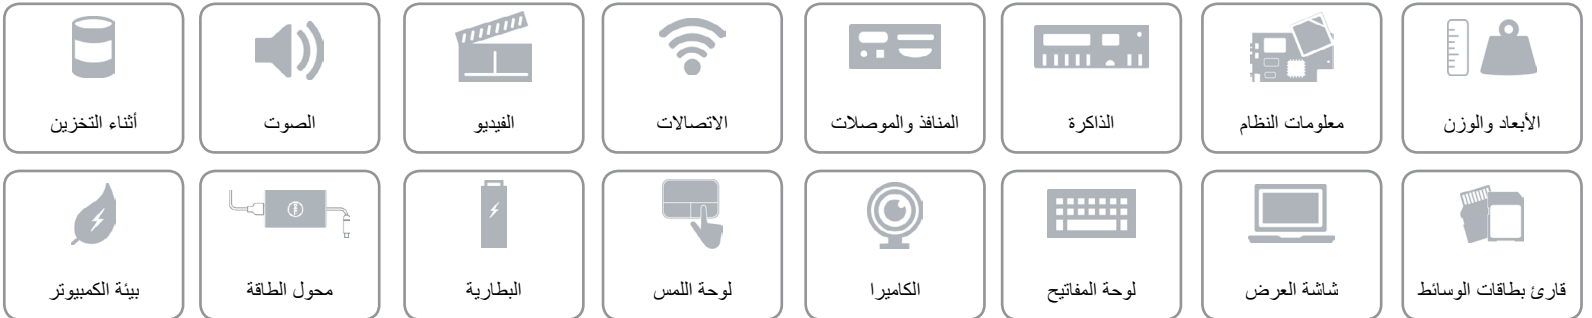 الأبعاد والوزن
معلومات النظام
الذاكرة
المنافذ والموصلات
الاتصالات
الفيديو
الصوت
أثناء التخزين
قارئ بطاقات الوسائط
شاشة العرض
لوحة المفاتيح
الكاميرا
لوحة اللمس
البطارية
محول الطاقة
بيئة الكمبيوتر